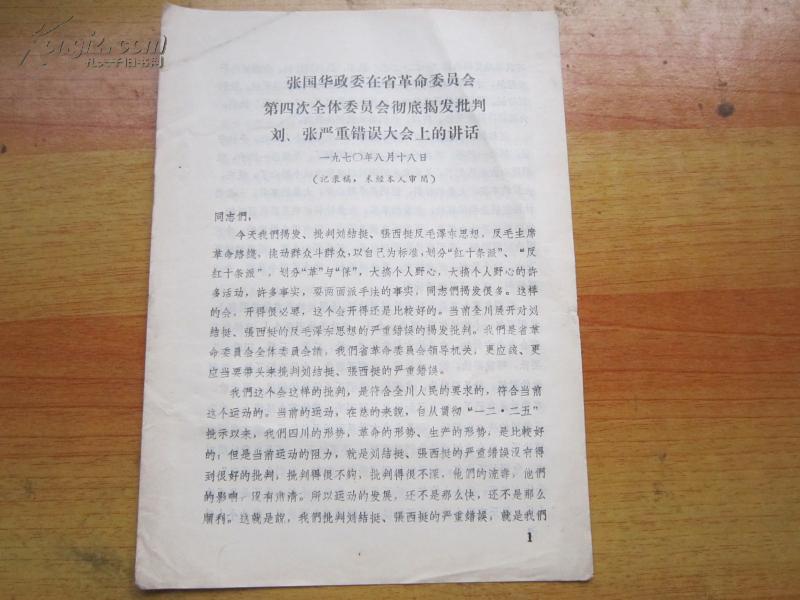 Kongfz.com
孔夫子旧书网
张国华政委在省革命委员会
第四次全体委员会彻底揭发批判
刘、张严重错误大会上的讲话
一九七〇年八月十八日
（记录稿，未经本人审阅）
同志們，
今天我們揭发、批判刘结挺、張西挺反毛澤东思想，反毛主席
革命路綫，挑动群众斗群众，以自己为标准，划分“红十条派”、“反
红十条派”，划分“革”与“保”，大搞个人野心，大搞个人野心的许
多活动，許多事实，耍两面派手法的事实，同志們揭发很多。这样
的会，开得很必要，这个会开得还是比較好的。当前全川展开对刘
结挺、張西挺的反毛澤东思想的严重錯誤的揭发批判。我們是省革
命委員会全体委員会議，我們省革命委員会领导机关，更应該、更
应当要带头来批判刘结挺、張西挺的严重錯誤。
我們这个会这样的批判，是符合全川人民的要求的，符合当前
这个运动的。当前的运动，在总的来說，自从貫彻“一二·二五”
批示以来，我們四川的形势，革命的形势、生产的形势，是比較好
的；但是当前运动的阻力，就是刘结挺、張西挺的严重錯誤沒有得
到很好的批判，批判得很不夠，批判得很不深，他們的流毒，他們
的影响，沒有肃清。所以运动的发展，还不是那么快，还不是那么
顺利。这就是說，我們批判刘结挺、張西挺的严重錯誤，就是我們
1